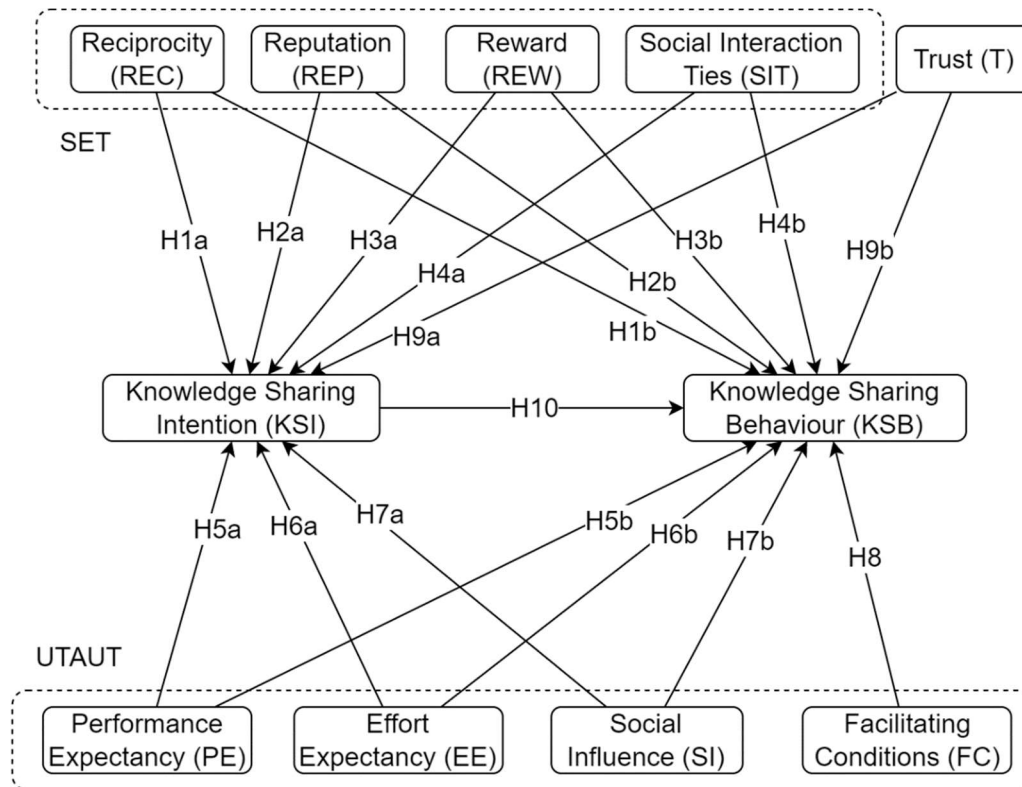 Reciprocity
(REC)
Reputation
(REP)
Reward
(REW)
Social Interaction
Ties (SIT)
Trust (T)
SET
H1a
H2a
H3a
H4a
H9a
H1b
H2b
H3b
H4b
H9b
Knowledge Sharing
Intention (KSI)
H10
Knowledge Sharing
Behaviour (KSB)
H5a
H6a
H7a
H5b
H6b
H7b
H8
UTAUT
Performance
Expectancy (PE)
Effort
Expectancy (EE)
Social
Influence (SI)
Facilitating
Conditions (FC)